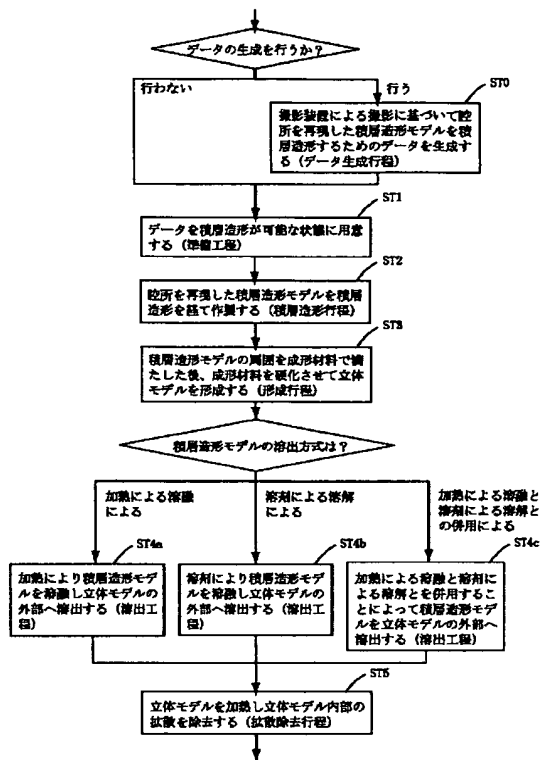 データの生成を行うか?
行わない
行う
ST0
撮影装置による撮影に基づいて腔
所を再現した積層造形モデルを積
層造形するためのデータを生成す
る(データ生成行程)
ST1
データを積層造形が可能な状態に用意
する(準備工程)
ST2
腔所を再現した積層造形モデルを積層
造形を経て作製する(積層造形行程)
ST3
積層造形モデルの周囲を成形材料で満
たした後、成形材料を硬化させて立体
モデルを形成する(形成行程)
積層造形モデルの溶出方式は?
加熱による溶融
による
溶剤による溶解
による
加熱による溶融と
溶剤による溶解と
の併用による
ST4a
加熱により積層造形モデ
ルを溶融し立体モデルの
外部へ溶出する(溶出工
程)
ST4b
溶剤により積層造形モデ
ルを溶融し立体モデルの
外部へ溶出する(溶出工
程)
ST4c
加熱による溶融と溶剤に
よる溶解とを併用するこ
とによって積層造形モデ
ルを立体モデルの外部へ
溶出する(溶出工程)
ST5
立体モデルを加熱し立体モデル内部の
拡散を除去する(拡散除去行程)